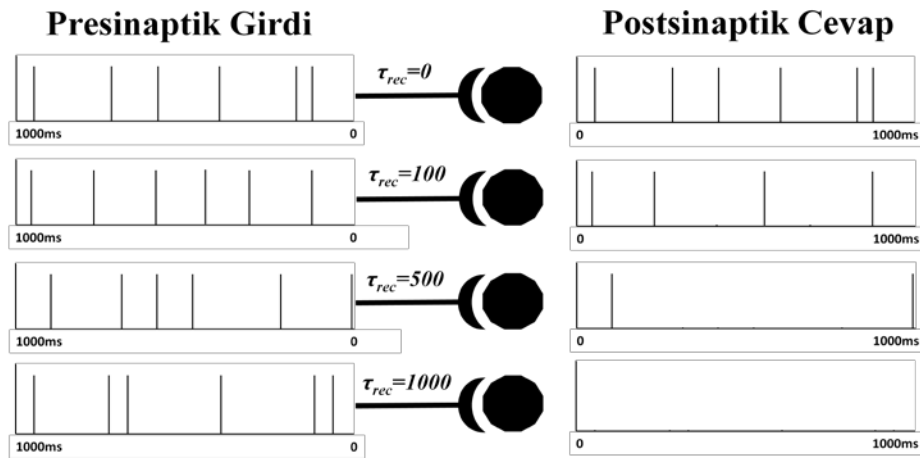 Presinaptik Girdi Postsinaptik Cevap
τrec=0
1000ms 0 0 1000ms
τrec=100
1000ms 0 0 1000ms
τrec=500
1000ms 0 0 1000ms
τrec=1000
1000ms 0 0 1000ms